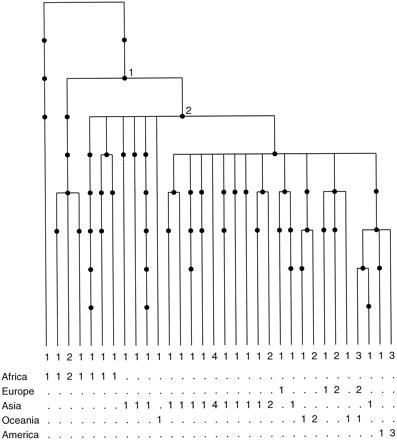 1
2
1 1 2 1 1 1 1 1 1 1 1 1 1 1 1 4 1 1 1 1 2 1 1 1 2 1 2 1 3 1 1 3
Africa 1 1 2 1 1 1 1 . . . . . . . . . . . . . . . . . . . . . . . . .
Europe . . . . . . . . . . . . . . . . . . . . . 1 . . . 1 2 . 2 . . .
Asia . . . . . . . 1 1 1 . 1 1 1 1 4 1 1 1 1 2 . 1 . . . . . . 1 . .
Oceania . . . . . . . . . . 1 . . . . . . . . . . . . 1 2 . . 1 1 . . .
America . . . . . . . . . . . . . . . . . . . . . . . . . . . . . . 1 3